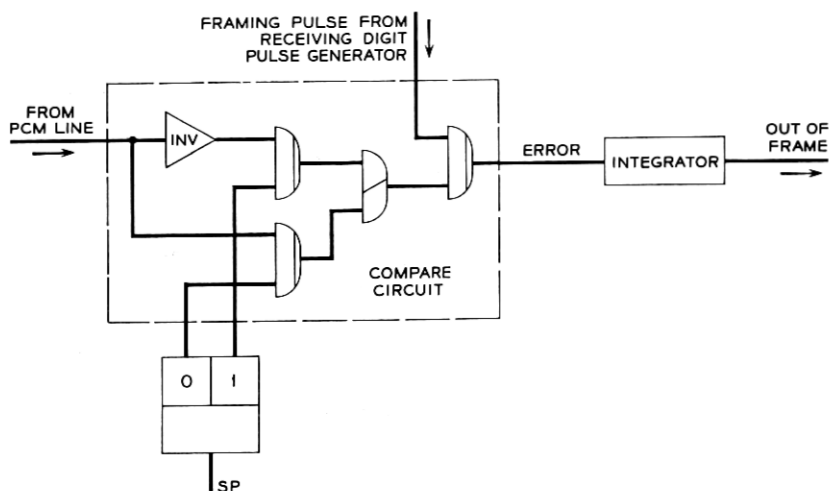 FRAMING PULSE FROM
RECEIVING DIGIT
PULSE GENERATOR
FROM
PCM LINE
INV
ERROR
INTEGRATOR
OUT OF
FRAME
COMPARE
CIRCUIT
0
1
SP